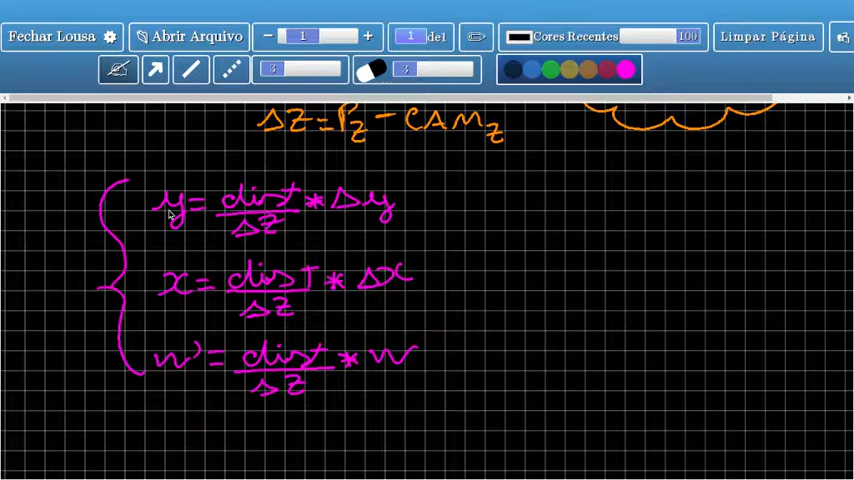 Fechar Lousa Abrir Arquivo − 1 + 1 de1 Cores Recentes 100 Limpar Página
3 3
ΔZ=PZ-CAMZ
y=dist/ΔZ*Δy
x=dist/ΔZ*Δx
w'=dist/ΔZ*w